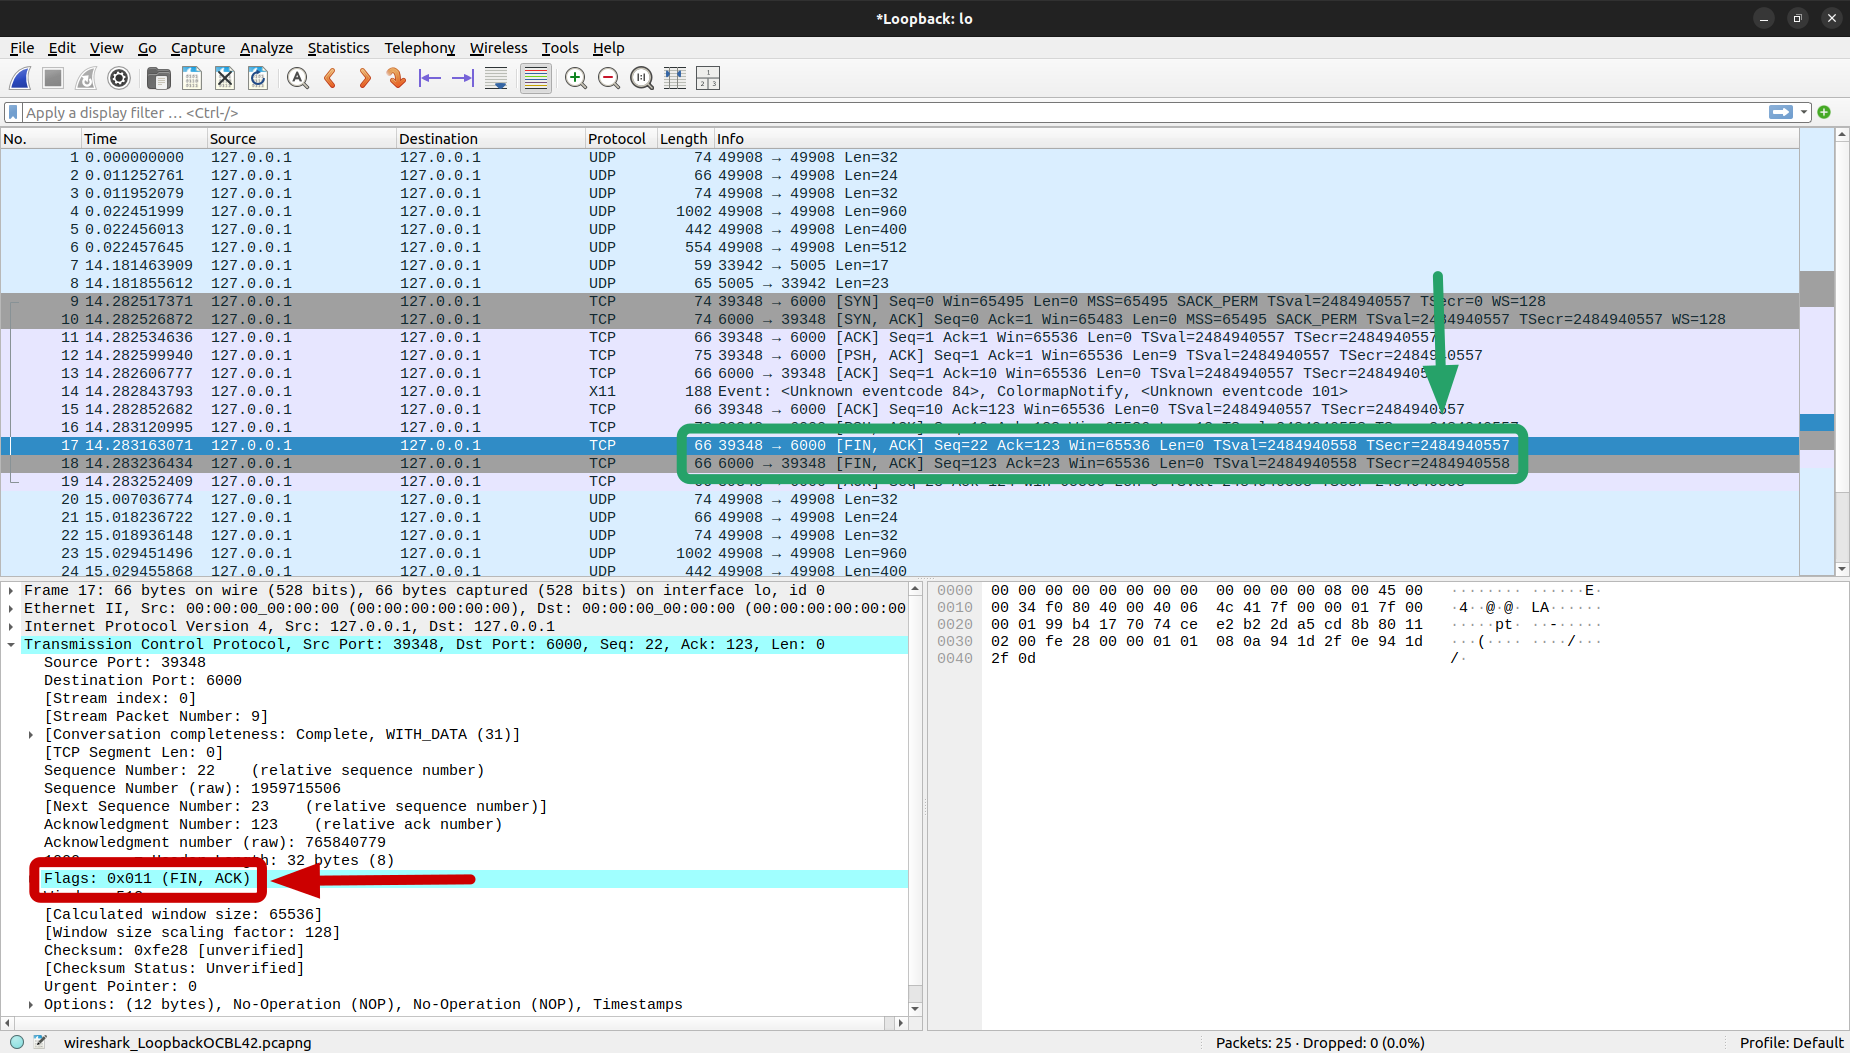 *Loopback: lo
File Edit View Go Capture Analyze Statistics Telephony Wireless Tools Help
Apply a display filter … <Ctrl-/>
No. Time Source Destination Protocol Length Info
1 0.000000000 127.0.0.1 127.0.0.1 UDP 74 49908 → 49908 Len=32
2 0.011252761 127.0.0.1 127.0.0.1 UDP 66 49908 → 49908 Len=24
3 0.011952079 127.0.0.1 127.0.0.1 UDP 74 49908 → 49908 Len=32
4 0.022451999 127.0.0.1 127.0.0.1 UDP 1002 49908 → 49908 Len=960
5 0.022456013 127.0.0.1 127.0.0.1 UDP 442 49908 → 49908 Len=400
6 0.022457645 127.0.0.1 127.0.0.1 UDP 554 49908 → 49908 Len=512
7 14.181463909 127.0.0.1 127.0.0.1 UDP 59 33942 → 5005 Len=17
8 14.181855612 127.0.0.1 127.0.0.1 UDP 65 5005 → 33942 Len=23
9 14.282517371 127.0.0.1 127.0.0.1 TCP 74 39348 → 6000 [SYN] Seq=0 Win=65495 Len=0 MSS=65495 SACK_PERM TSval=2484940557 TSecr=0 WS=128
10 14.282526872 127.0.0.1 127.0.0.1 TCP 74 6000 → 39348 [SYN, ACK] Seq=0 Ack=1 Win=65483 Len=0 MSS=65495 SACK_PERM TSval=2484940557 TSecr=2484940557 WS=128
11 14.282534636 127.0.0.1 127.0.0.1 TCP 66 39348 → 6000 [ACK] Seq=1 Ack=1 Win=65536 Len=0 TSval=2484940557 TSecr=2484940557
12 14.282599940 127.0.0.1 127.0.0.1 TCP 75 39348 → 6000 [PSH, ACK] Seq=1 Ack=1 Win=65536 Len=9 TSval=2484940557 TSecr=2484940557
13 14.282606777 127.0.0.1 127.0.0.1 TCP 66 6000 → 39348 [ACK] Seq=1 Ack=10 Win=65536 Len=0 TSval=2484940557
14 14.282843793 127.0.0.1 127.0.0.1 X11 188 Event: <Unknown eventcode 84>, ColormapNotify, <Unknown eventcode 101>
15 14.282852682 127.0.0.1 127.0.0.1 TCP 66 39348 → 6000 [ACK] Seq=10 Ack=123 Win=65536 Len=0 TSval=2484940557 TSecr=2484940557
16 14.283120995 127.0.0.1 127.0.0.1 TCP
17 14.283163071 127.0.0.1 127.0.0.1 TCP 66 39348 → 6000 [FIN, ACK] Seq=22 Ack=123 Win=65536 Len=0 TSval=2484940558 TSecr=2484940557
18 14.283236434 127.0.0.1 127.0.0.1 TCP 66 6000 → 39348 [FIN, ACK] Seq=123 Ack=23 Win=65536 Len=0 TSval=2484940558 TSecr=2484940558
19 14.283252409 127.0.0.1 127.0.0.1 TCP
20 15.007036774 127.0.0.1 127.0.0.1 UDP 74 49908 → 49908 Len=32
21 15.018236722 127.0.0.1 127.0.0.1 UDP 66 49908 → 49908 Len=24
22 15.018936148 127.0.0.1 127.0.0.1 UDP 74 49908 → 49908 Len=32
23 15.029451496 127.0.0.1 127.0.0.1 UDP 1002 49908 → 49908 Len=960
24 15.029455868 127.0.0.1 127.0.0.1 UDP 442 49908 → 49908 Len=400
Frame 17: 66 bytes on wire (528 bits), 66 bytes captured (528 bits) on interface lo, id 0
Ethernet II, Src: 00:00:00_00:00:00 (00:00:00:00:00:00), Dst: 00:00:00_00:00:00 (00:00:00:00:00:00
Internet Protocol Version 4, Src: 127.0.0.1, Dst: 127.0.0.1
Transmission Control Protocol, Src Port: 39348, Dst Port: 6000, Seq: 22, Ack: 123, Len: 0
Source Port: 39348
Destination Port: 6000
[Stream index: 0]
[Stream Packet Number: 9]
[Conversation completeness: Complete, WITH_DATA (31)]
[TCP Segment Len: 0]
Sequence Number: 22 (relative sequence number)
Sequence Number (raw): 1959715506
[Next Sequence Number: 23 (relative sequence number)]
Acknowledgment Number: 123 (relative ack number)
Acknowledgment number (raw): 765840779
32 bytes (8)
Flags: 0x011 (FIN, ACK)
[Calculated window size: 65536]
[Window size scaling factor: 128]
Checksum: 0xfe28 [unverified]
[Checksum Status: Unverified]
Urgent Pointer: 0
Options: (12 bytes), No-Operation (NOP), No-Operation (NOP), Timestamps
0000 00 00 00 00 00 00 00 00 00 00 00 00 08 00 45 00 ········ ······E·
0010 00 34 f0 80 40 00 40 06 4c 41 7f 00 00 01 7f 00 ·4··@·@· LA······
0020 00 01 99 b4 17 70 74 ce e2 b2 2d a5 cd 8b 80 11 ·····pt· ··-·····
0030 02 00 fe 28 00 00 01 01 08 0a 94 1d 2f 0e 94 1d ···(···· ····/···
0040 2f 0d /·
wireshark_LoopbackOCBL42.pcapng
Packets: 25 · Dropped: 0 (0.0%)
Profile: Default